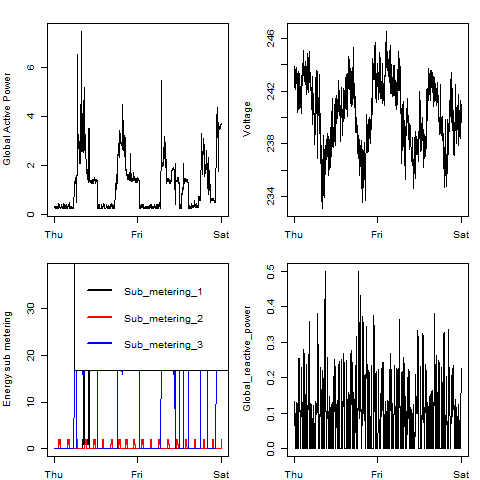 Global Active Power
0 2 4 6
Thu Fri Sat
Voltage
234 238 242 246
Thu Fri Sat
Energy sub metering
0 10 20 30
Sub_metering_1
Sub_metering_2
Sub_metering_3
Thu Fri Sat
Global_reactive_power
0.0 0.1 0.2 0.3 0.4 0.5
Thu Fri Sat